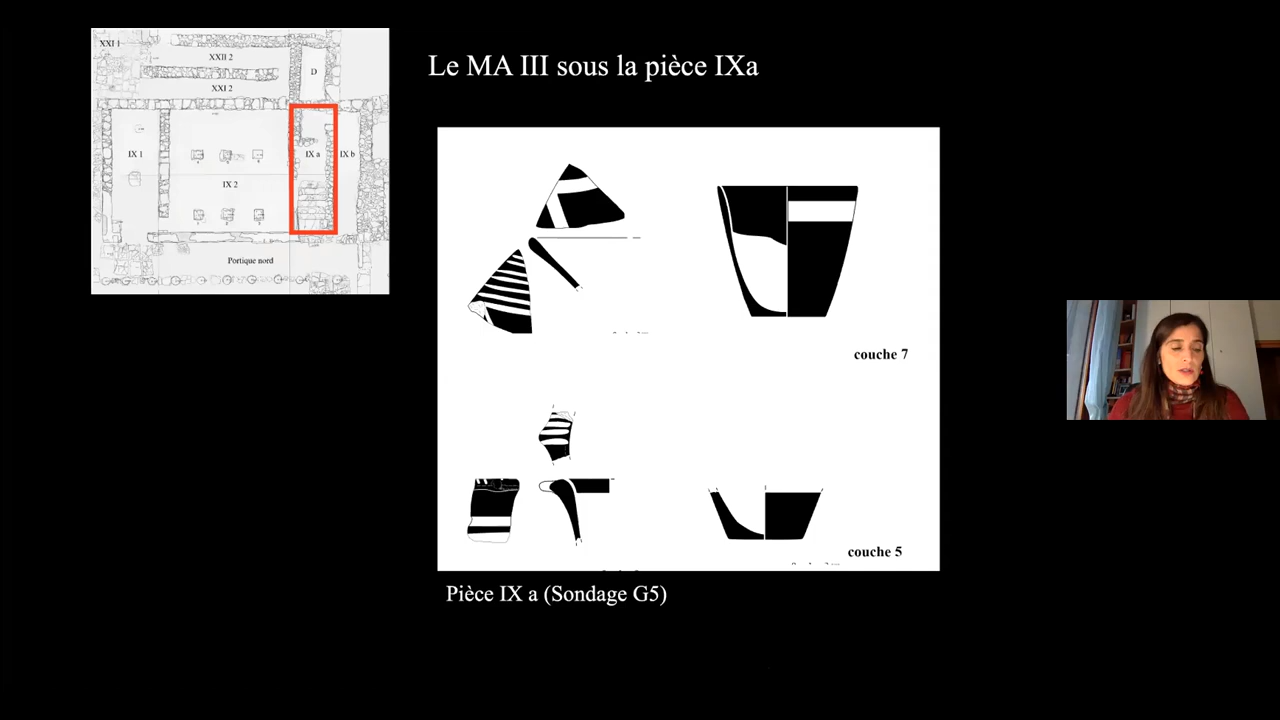 Le MA III sous la pièce IXa
XXI 1
XXII 2
D
XXI 2
IX 1
IX a
IX b
IX 2
Portique nord
couche 7
couche 5
Pièce IX a (Sondage G5)